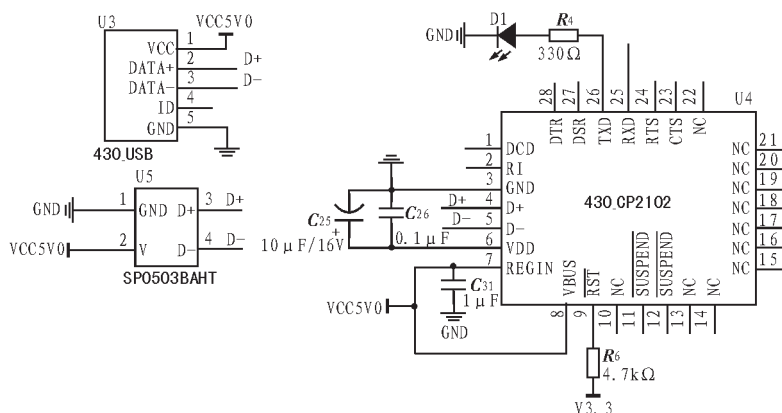 U3
VCC5V0
VCC 1
DATA+ 2 D+
DATA- 3 D-
ID 4
GND 5
430_USB
U5
GND 1 GND D+ 3 D+
VCC5V0 2 V D- 4 D-
SP0503BAHT
GND D1 R4
330Ω
28 27 26 25 24 23 22 U4
DTR DSR TXD RXD RTS CTS NC
1 DCD
2 RI
3 GND
D+ 4 D+
D- 5 D-
6 VDD
7 REGIN
430_CP2102
NC 21
NC 20
NC 19
NC 18
NC 17
NC 16
NC 15
C25 + C26
10μF/16V 0.1μF
C31
1μF
GND
VCC5V0
VBUS RST NC SUSPEND SUSPEND NC NC
8 9 10 11 12 13 14
R6
4.7kΩ
V3.3